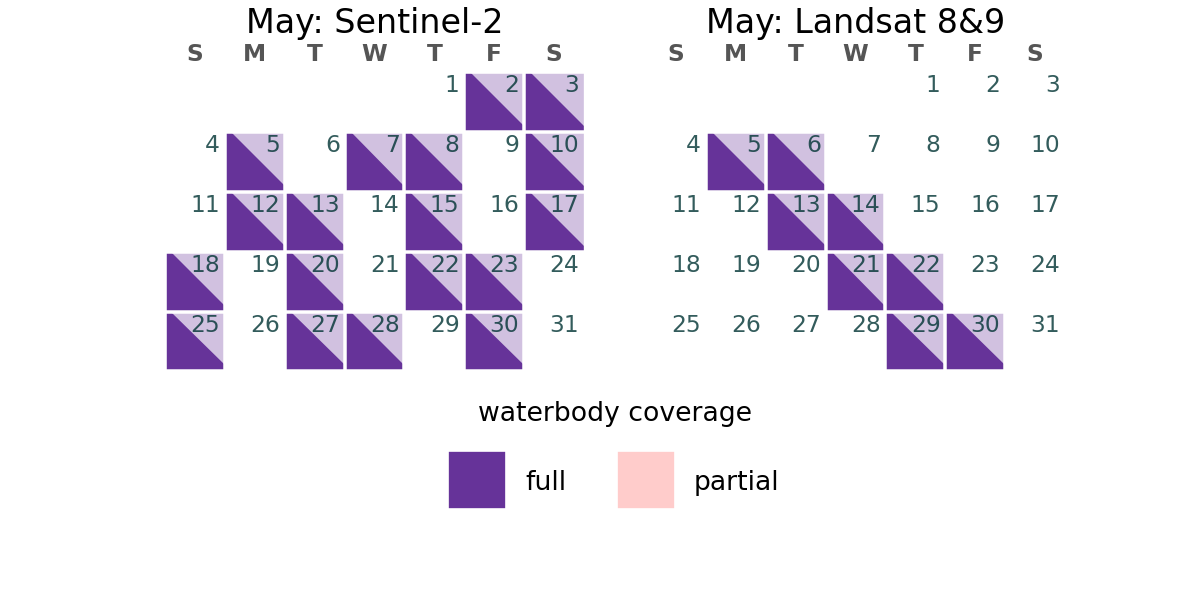 May: Sentinel-2
S M T W T F S
1 2 3
4 5 6 7 8 9 10
11 12 13 14 15 16 17
18 19 20 21 22 23 24
25 26 27 28 29 30 31
May: Landsat 8&9
S M T W T F S
1 2 3
4 5 6 7 8 9 10
11 12 13 14 15 16 17
18 19 20 21 22 23 24
25 26 27 28 29 30 31
waterbody coverage
full
partial